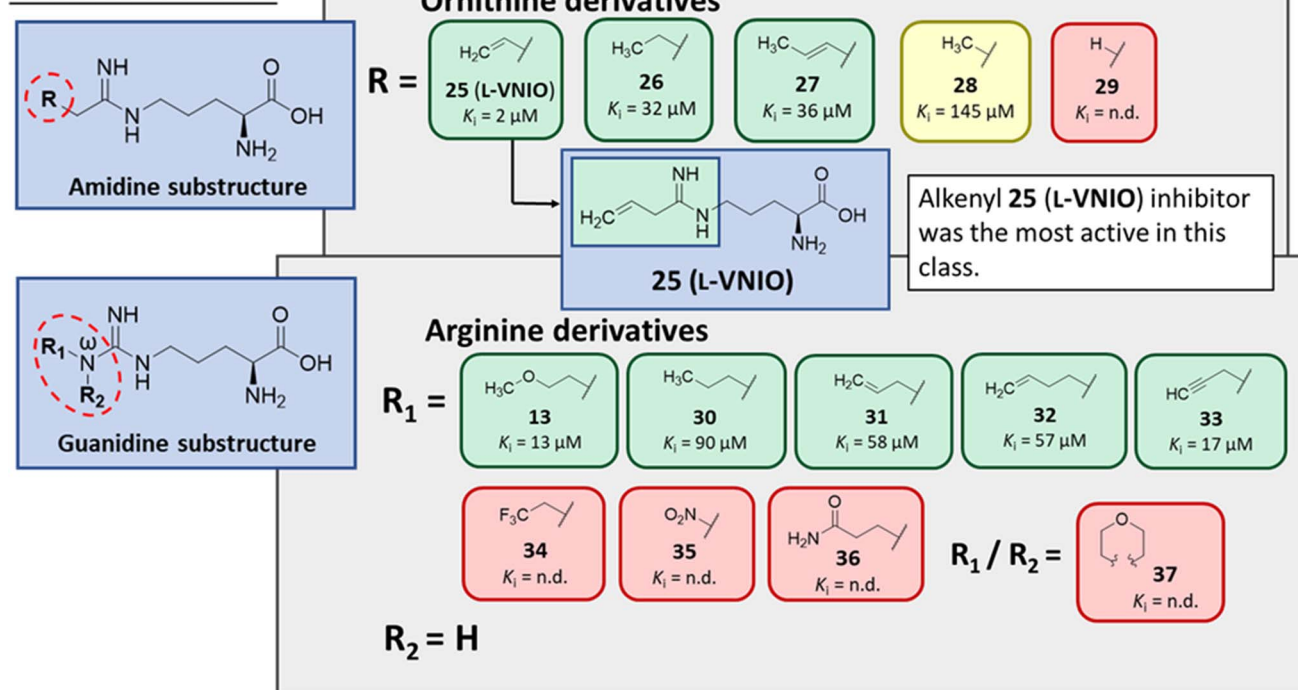 Ornithine derivatives
NH
O
R
N
H
OH
NH2
Amidine substructure
R =
H2C
25 (L-VNIO)
Ki = 2 μM
H3C
26
Ki = 32 μM
H3C
27
Ki = 36 μM
H3C
28
Ki = 145 μM
H
29
Ki = n.d.
NH
O
H2C
N
H
OH
NH2
25 (L-VNIO)
Alkenyl 25 (L-VNIO) inhibitor
was the most active in this
class.
NH
O
R1
ω
N
N
H
OH
R2
NH2
Guanidine substructure
Arginine derivatives
R1 =
H3C O
13
Ki = 13 μM
H3C
30
Ki = 90 μM
H2C
31
Ki = 58 μM
H2C
32
Ki = 57 μM
HC
33
Ki = 17 μM
F3C
34
Ki = n.d.
O2N
35
Ki = n.d.
O
H2N
36
Ki = n.d.
R1 / R2 =
O
37
Ki = n.d.
R2 = H